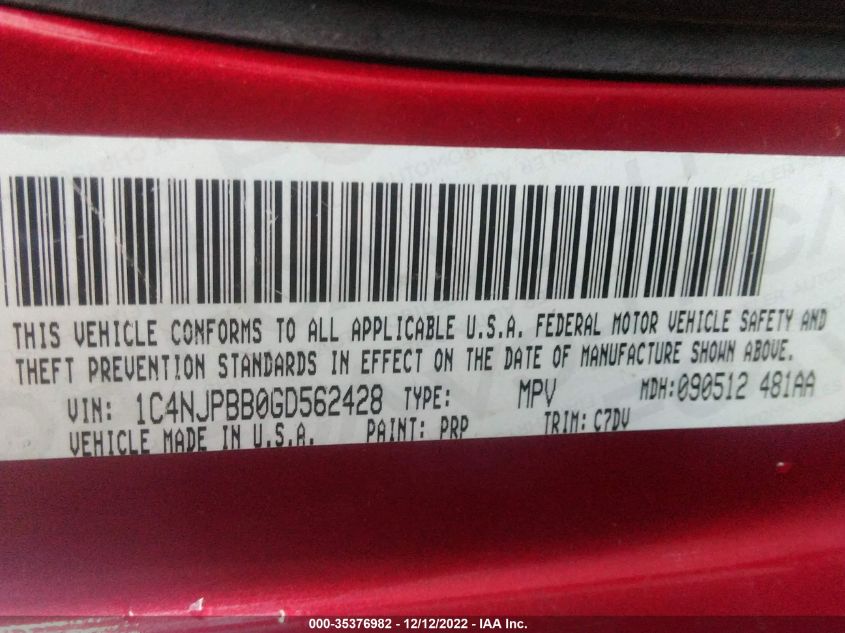 THIS VEHICLE CONFORMS TO ALL APPLICABLE U.S.A. FEDERAL MOTOR VEHICLE SAFETY AND
THEFT PREVENTION STANDARDS IN EFFECT ON THE DATE OF MANUFACTURE SHOWN ABOVE.
VIN: 1C4NJPBB0GD562428 TYPE: MPV MDH:090512 481AA
VEHICLE MADE IN U.S.A. PAINT: PRP TRIM: C7DV
000-35376982 - 12/12/2022 - IAA Inc.